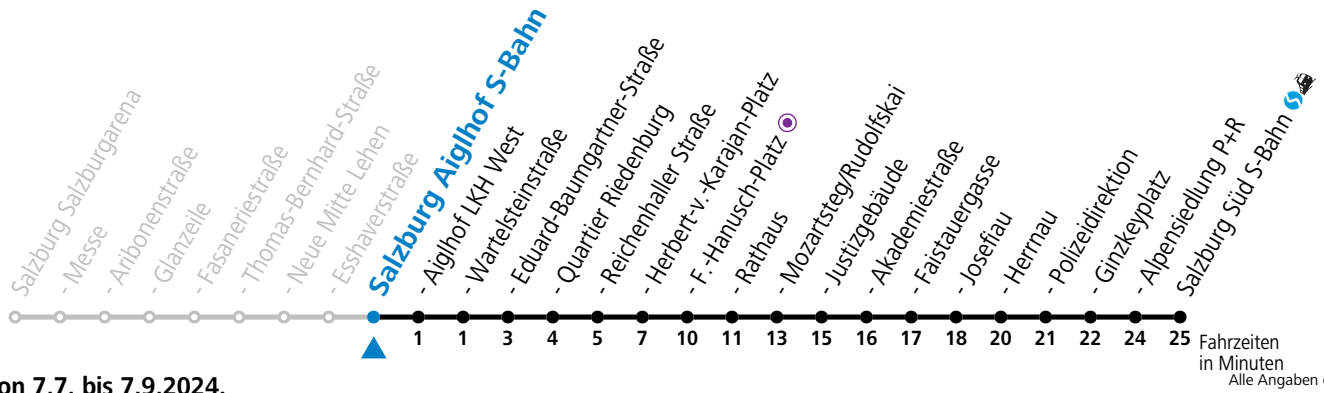 Salzburg Salzburgarena
- Messe
- Aribonenstraße
- Glanzeile
- Fasaneriestraße
- Thomas-Bernhard-Straße
- Neue Mitte Lehen
- Esshaverstraße
Salzburg Aiglhof S-Bahn
- Aiglhof LKH West
- Wartelsteinstraße
- Eduard-Baumgartner-Straße
- Quartier Riedenburg
- Reichenhaller Straße
- Herbert-v.-Karajan-Platz
- F.-Hanusch-Platz
- Rathaus
- Mozartsteg/Rudolfskai
- Justizgebäude
- Akademiestraße
- Faistauergasse
- Josefiau
- Herrnau
- Polizeidirektion
- Ginzkeyplatz
- Alpensiedlung P+R
Salzburg Süd S-Bahn
1 1 3 4 5 7 10 11 13 15 16 17 18 20 21 22 24 25
Fahrzeiten
in Minuten
Alle Angaben
on 7.7. bis 7.9.2024.